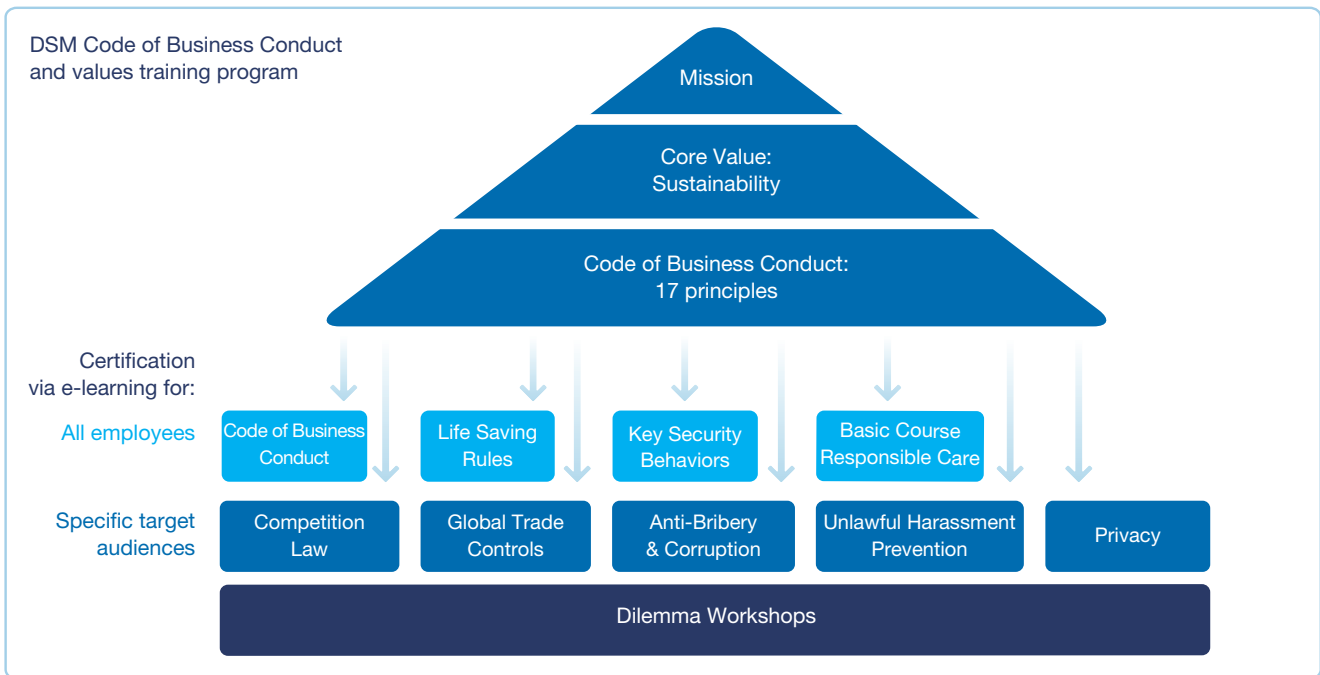 DSM Code of Business Conduct
and values training program
Mission
Core Value:
Sustainability
Code of Business Conduct:
17 principles
Certification
via e-learning for:
All employees
Code of Business
Conduct
Life Saving
Rules
Key Security
Behaviors
Basic Course
Responsible Care
Specific target
audiences
Competition
Law
Global Trade
Controls
Anti-Bribery
& Corruption
Unlawful Harassment
Prevention
Privacy
Dilemma Workshops